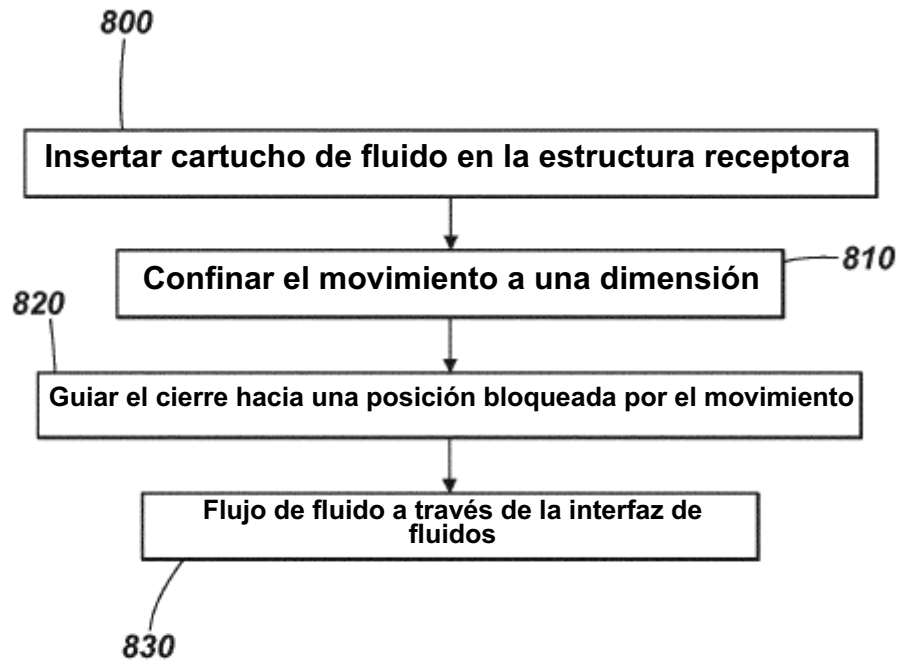 800
Insertar cartucho de fluido en la estructura receptora
Confinar el movimiento a una dimensión
810
820
Guiar el cierre hacia una posición bloqueada por el movimiento
Flujo de fluido a través de la interfaz de
fluidos
830